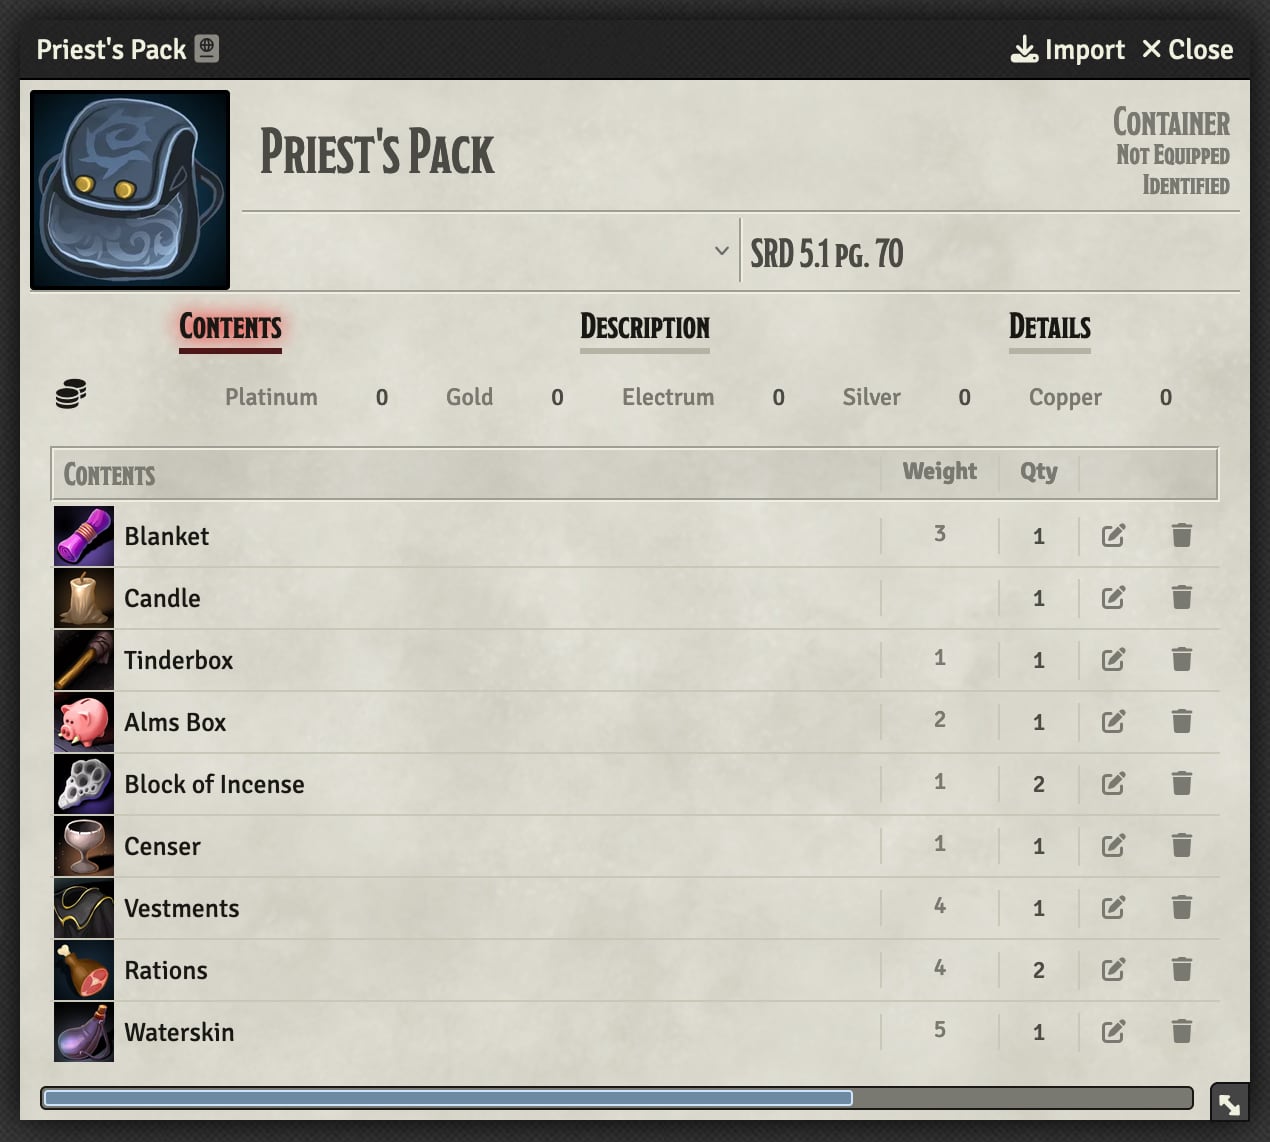 Priest's Pack Import Close
Priest's Pack
Container
Not Equipped
Identified
SRD 5.1 pg. 70
Contents Description Details
Platinum 0 Gold 0 Electrum 0 Silver 0 Copper 0
Contents Weight Qty
Blanket 3 1
Candle 1
Tinderbox 1 1
Alms Box 2 1
Block of Incense 1 2
Censer 1 1
Vestments 4 1
Rations 4 2
Waterskin 5 1